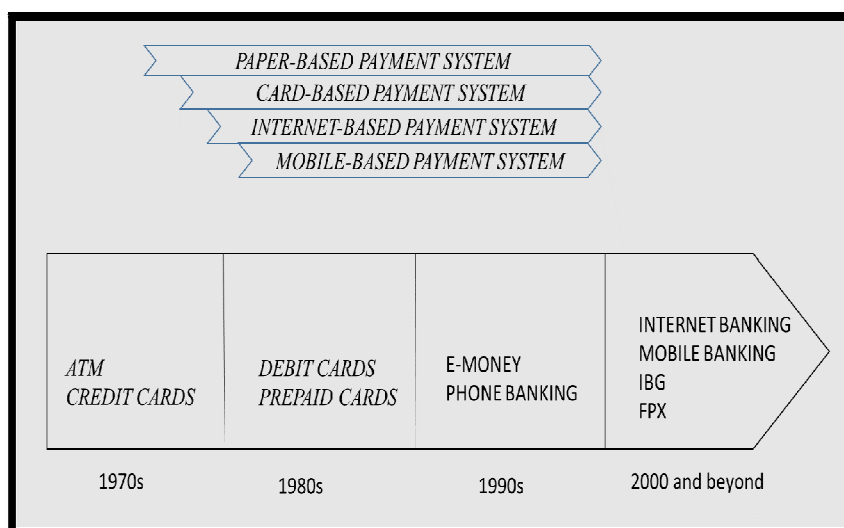 PAPER-BASED PAYMENT SYSTEM
CARD-BASED PAYMENT SYSTEM
INTERNET-BASED PAYMENT SYSTEM
MOBILE-BASED PAYMENT SYSTEM
ATM
CREDIT CARDS
DEBIT CARDS
PREPAID CARDS
E-MONEY
PHONE BANKING
INTERNET BANKING
MOBILE BANKING
IBG
FPX
1970s
1980s
1990s
2000 and beyond